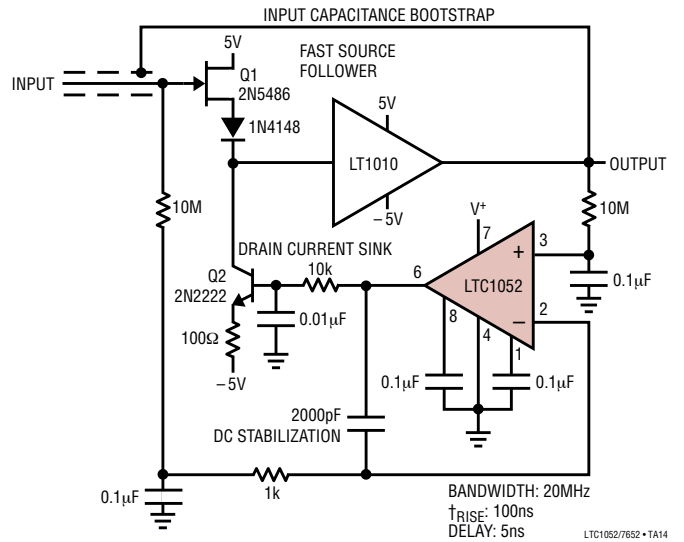 INPUT CAPACITANCE BOOTSTRAP
5V
FAST SOURCE
FOLLOWER
INPUT
Q1
2N5486
1N4148
5V
LT1010
OUTPUT
–5V
10M
10M
V+
7
DRAIN CURRENT SINK
3
+
Q2
2N2222
10k
6
LTC1052
0.1µF
2
–
8
4
1
0.01µF
100Ω
–5V
0.1µF
0.1µF
2000pF
DC STABILIZATION
1k
0.1µF
BANDWIDTH: 20MHz
†RISE: 100ns
DELAY: 5ns
LTC1052/7652 • TA14